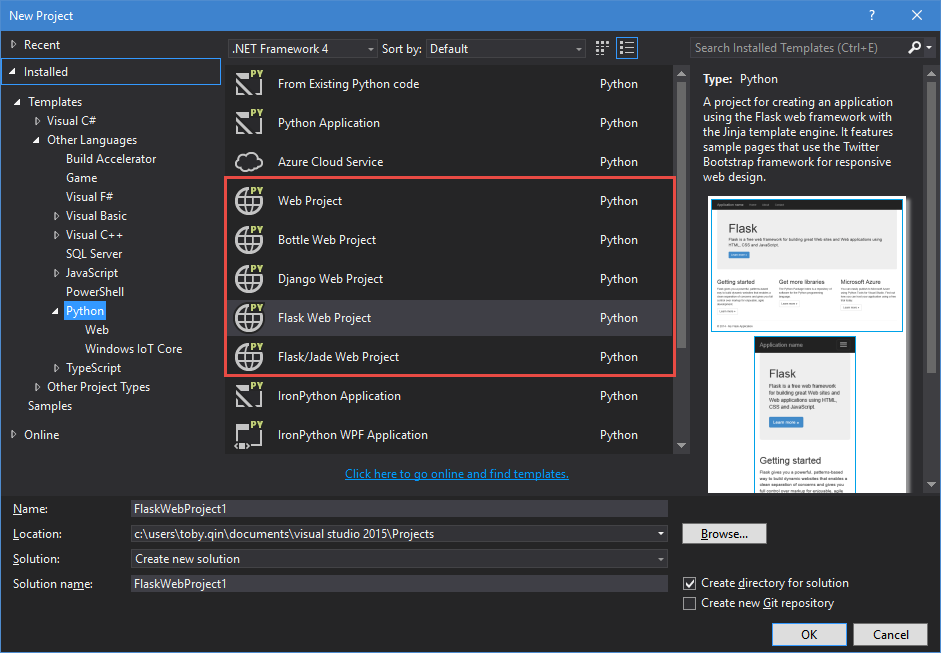 New Project
Recent
Installed
Templates
Visual C#
Other Languages
Build Accelerator
Game
Visual F#
Visual Basic
Visual C++
SQL Server
JavaScript
PowerShell
Python
Web
Windows IoT Core
TypeScript
Other Project Types
Samples
Online
.NET Framework 4 Sort by: Default
PY From Existing Python code Python
PY Python Application Python
Azure Cloud Service Python
PY Web Project Python
PY Bottle Web Project Python
PY Django Web Project Python
PY Flask Web Project Python
PY Flask/Jade Web Project Python
PY IronPython Application Python
PY IronPython WPF Application Python
Click here to go online and find templates.
Search Installed Templates (Ctrl+E)
Type: Python
A project for creating an application
using the Flask web framework with
the Jinja template engine. It features
sample pages that use the Twitter
Bootstrap framework for responsive
web design.
Application name
Flask
Flask is a free web framework for building great Web sites and Web applications using
HTML, CSS and JavaScript.
Learn more »
Getting started Get more libraries Microsoft Azure
Application name
Flask
Flask is a free web framework
for building great Web sites and
Web applications using HTML,
CSS and JavaScript.
Learn more »
Getting started
Flask gives you a powerful, patterns-based
way to build dynamic websites that enables a
clean separation of concerns and gives you
full control over markup for enjoyable, agile
Name: FlaskWebProject1
Location: c:\users\toby.qin\documents\visual studio 2015\Projects
Browse...
Solution: Create new solution
Solution name: FlaskWebProject1
Create directory for solution
Create new Git repository
OK Cancel